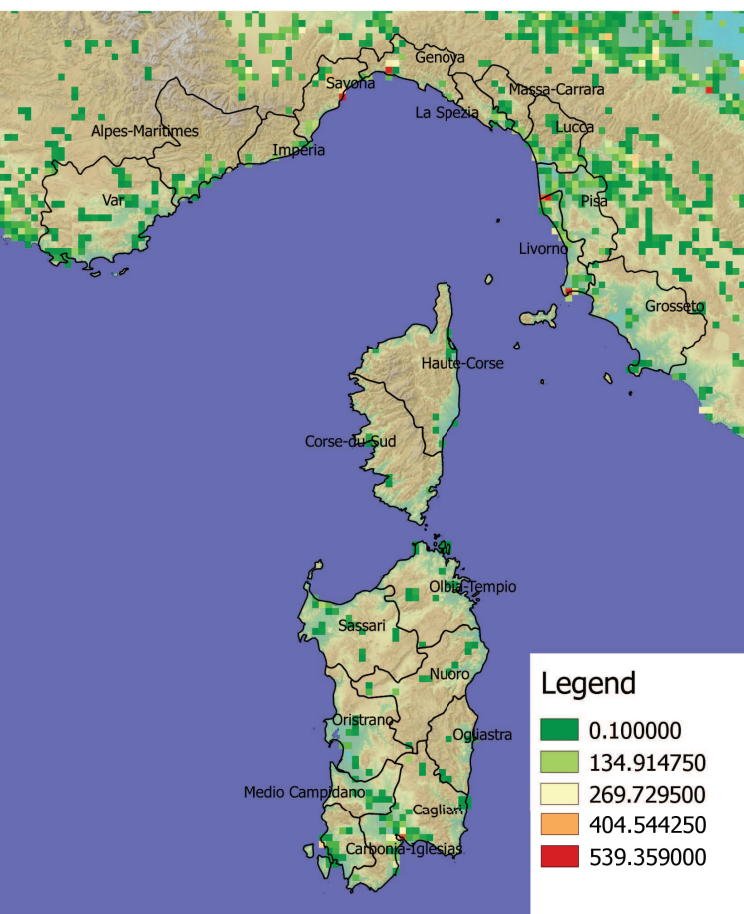 Genova
Savona
Massa-Carrara
La Spezia
Alpes-Maritimes
Lucca
Imperia
Var
Pisa
Livorno
Grosseto
Haute-Corse
Corse-du-Sud
Olbia-Tempio
Sassari
Nuoro
Oristrano
Ogliastra
Medio Campidano
Cagliari
Carbonia-Iglesias
Legend
0.100000
134.914750
269.729500
404.544250
539.359000